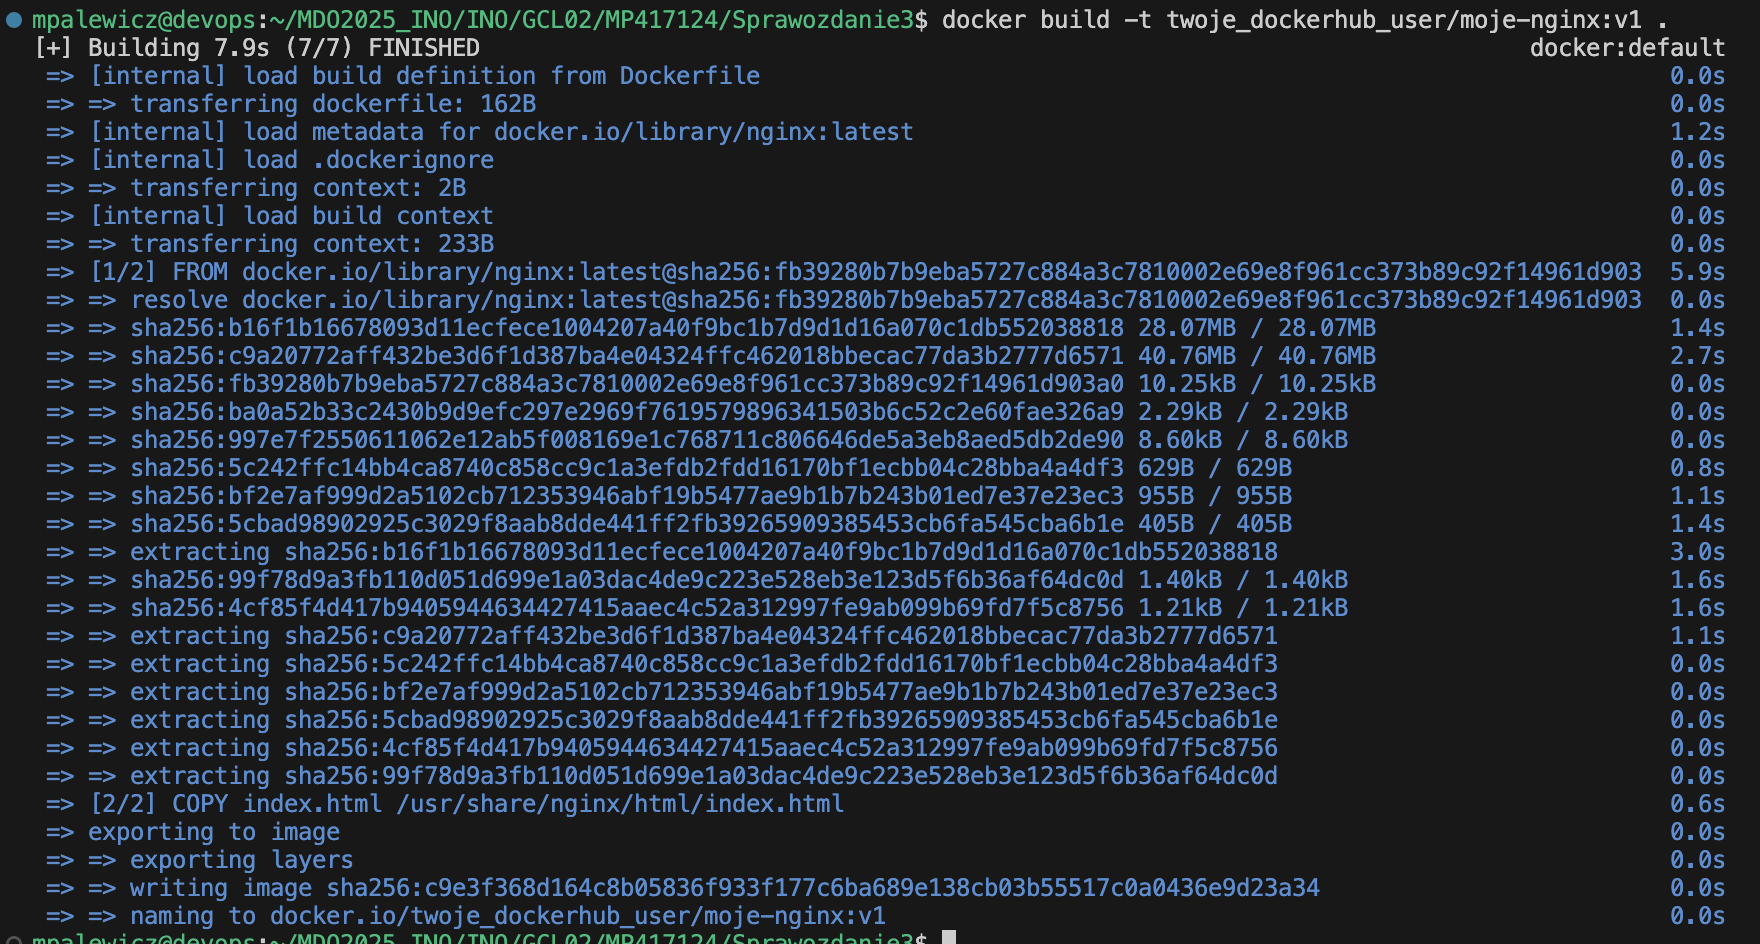 mpalewicz@devops:~/MDO2025_INO/INO/GCL02/MP417124/Sprawozdanie3$ docker build -t twoje_dockerhub_user/moje-nginx:v1 .
[+] Building 7.9s (7/7) FINISHED docker:default
=> [internal] load build definition from Dockerfile 0.0s
=> => transferring dockerfile: 162B 0.0s
=> [internal] load metadata for docker.io/library/nginx:latest 1.2s
=> [internal] load .dockerignore 0.0s
=> => transferring context: 2B 0.0s
=> [internal] load build context 0.0s
=> => transferring context: 233B 0.0s
=> [1/2] FROM docker.io/library/nginx:latest@sha256:fb39280b7b9eba5727c884a3c7810002e69e8f961cc373b89c92f14961d903 5.9s
=> => resolve docker.io/library/nginx:latest@sha256:fb39280b7b9eba5727c884a3c7810002e69e8f961cc373b89c92f14961d903 0.0s
=> => sha256:b16f1b16678093d11ecfece1004207a40f9bc1b7d9d1d16a070c1db552038818 28.07MB / 28.07MB 1.4s
=> => sha256:c9a20772aff432be3d6f1d387ba4e04324ffc462018bbecac77da3b2777d6571 40.76MB / 40.76MB 2.7s
=> => sha256:fb39280b7b9eba5727c884a3c7810002e69e8f961cc373b89c92f14961d903a0 10.25kB / 10.25kB 0.0s
=> => sha256:ba0a52b33c2430b9d9efc297e2969f7619579896341503b6c52c2e60fae326a9 2.29kB / 2.29kB 0.0s
=> => sha256:997e7f2550611062e12ab5f008169e1c768711c806646de5a3eb8aed5db2de90 8.60kB / 8.60kB 0.0s
=> => sha256:5c242ffc14bb4ca8740c858cc9c1a3efdb2fdd16170bf1ecbb04c28bba4a4df3 629B / 629B 0.8s
=> => sha256:bf2e7af999d2a5102cb712353946abf19b5477ae9b1b7b243b01ed7e37e23ec3 955B / 955B 1.1s
=> => sha256:5cbad98902925c3029f8aab8dde441ff2fb39265909385453cb6fa545cba6b1e 405B / 405B 1.4s
=> => extracting sha256:b16f1b16678093d11ecfece1004207a40f9bc1b7d9d1d16a070c1db552038818 3.0s
=> => sha256:99f78d9a3fb110d051d699e1a03dac4de9c223e528eb3e123d5f6b36af64dc0d 1.40kB / 1.40kB 1.6s
=> => sha256:4cf85f4d417b9405944634427415aaec4c52a312997fe9ab099b69fd7f5c8756 1.21kB / 1.21kB 1.6s
=> => extracting sha256:c9a20772aff432be3d6f1d387ba4e04324ffc462018bbecac77da3b2777d6571 1.1s
=> => extracting sha256:5c242ffc14bb4ca8740c858cc9c1a3efdb2fdd16170bf1ecbb04c28bba4a4df3 0.0s
=> => extracting sha256:bf2e7af999d2a5102cb712353946abf19b5477ae9b1b7b243b01ed7e37e23ec3 0.0s
=> => extracting sha256:5cbad98902925c3029f8aab8dde441ff2fb39265909385453cb6fa545cba6b1e 0.0s
=> => extracting sha256:4cf85f4d417b9405944634427415aaec4c52a312997fe9ab099b69fd7f5c8756 0.0s
=> => extracting sha256:99f78d9a3fb110d051d699e1a03dac4de9c223e528eb3e123d5f6b36af64dc0d 0.0s
=> [2/2] COPY index.html /usr/share/nginx/html/index.html 0.6s
=> exporting to image 0.0s
=> => exporting layers 0.0s
=> => writing image sha256:c9e3f368d164c8b05836f933f177c6ba689e138cb03b55517c0a0436e9d23a34 0.0s
=> => naming to docker.io/twoje_dockerhub_user/moje-nginx:v1 0.0s
mpalewicz@devops:~/MDO2025_INO/INO/GCL02/MP417124/Sprawozdanie3$